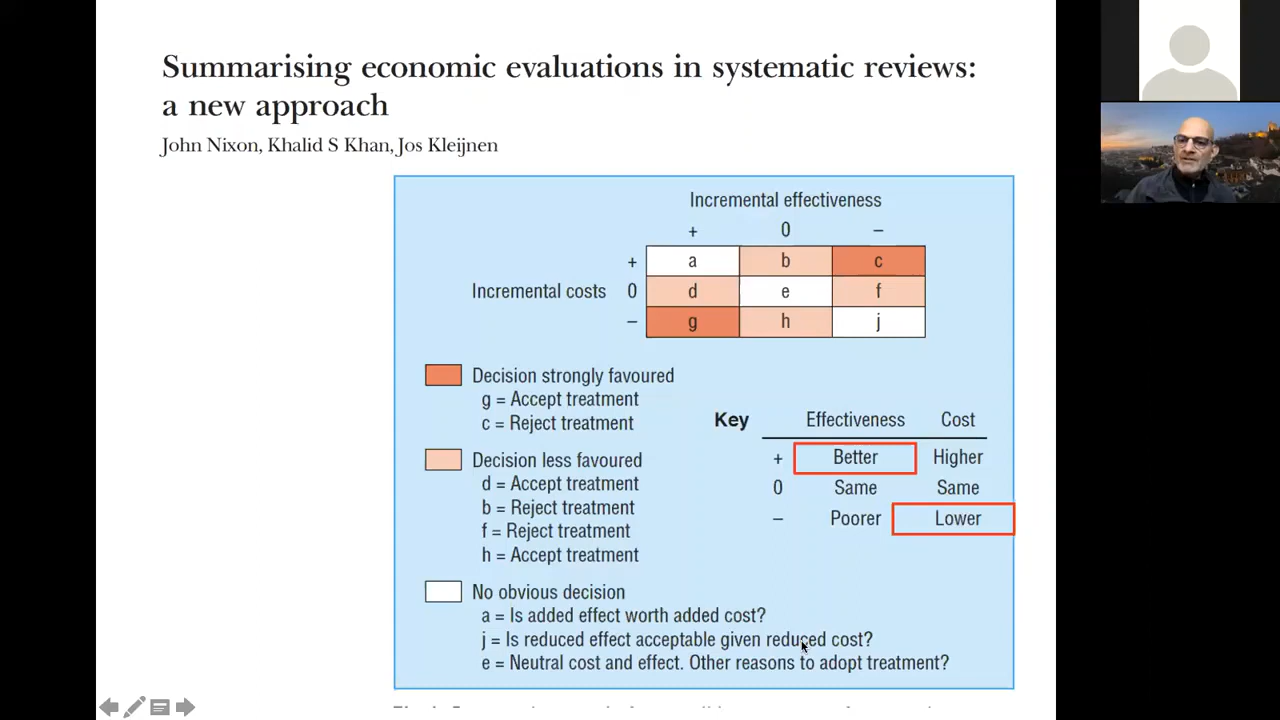 Summarising economic evaluations in systematic reviews:
a new approach
John Nixon, Khalid S Khan, Jos Kleijnen
Incremental effectiveness
+ 0 –
+ a b c
Incremental costs 0 d e f
– g h j
Decision strongly favoured
g = Accept treatment
c = Reject treatment
Decision less favoured
d = Accept treatment
b = Reject treatment
f = Reject treatment
h = Accept treatment
Key Effectiveness Cost
+ Better Higher
0 Same Same
– Poorer Lower
No obvious decision
a = Is added effect worth added cost?
j = Is reduced effect acceptable given reduced cost?
e = Neutral cost and effect. Other reasons to adopt treatment?